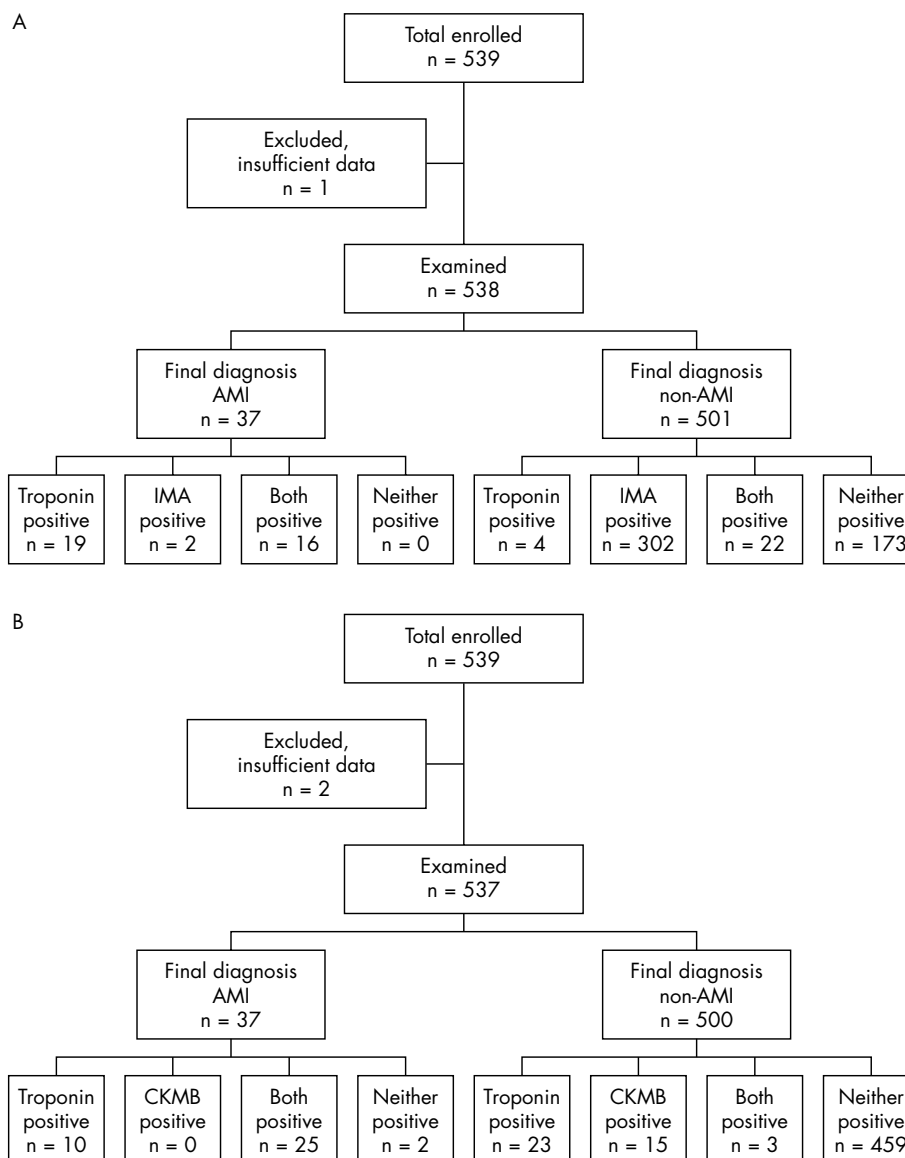 A
Total enrolled
n = 539
Excluded,
insufficient data
n = 1
Examined
n = 538
Final diagnosis
AMI
n = 37
Final diagnosis
non-AMI
n = 501
Troponin
positive
n = 19
IMA
positive
n = 2
Both
positive
n = 16
Neither
positive
n = 0
Troponin
positive
n = 4
IMA
positive
n = 302
Both
positive
n = 22
Neither
positive
n = 173
B
Total enrolled
n = 539
Excluded,
insufficient data
n = 2
Examined
n = 537
Final diagnosis
AMI
n = 37
Final diagnosis
non-AMI
n = 500
Troponin
positive
n = 10
CKMB
positive
n = 0
Both
positive
n = 25
Neither
positive
n = 2
Troponin
positive
n = 23
CKMB
positive
n = 15
Both
positive
n = 3
Neither
positive
n = 459